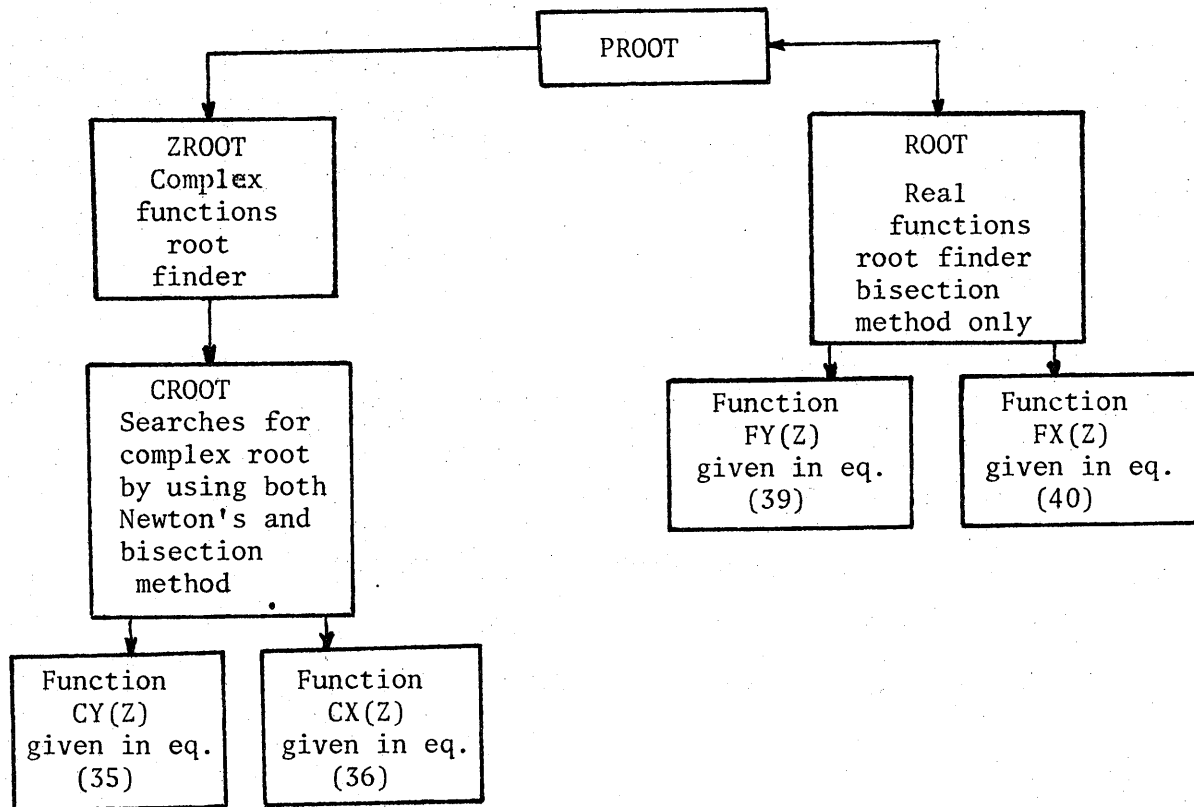 PROOT
ZROOT
Complex
functions
root
finder
ROOT
Real
functions
root finder
bisection
method only
CROOT
Searches for
complex root
by using both
Newton's and
bisection
method
Function
FY(Z)
given in eq.
(39)
Function
FX(Z)
given in eq.
(40)
Function
CY(Z)
given in eq.
(35)
Function
CX(Z)
given in eq.
(36)